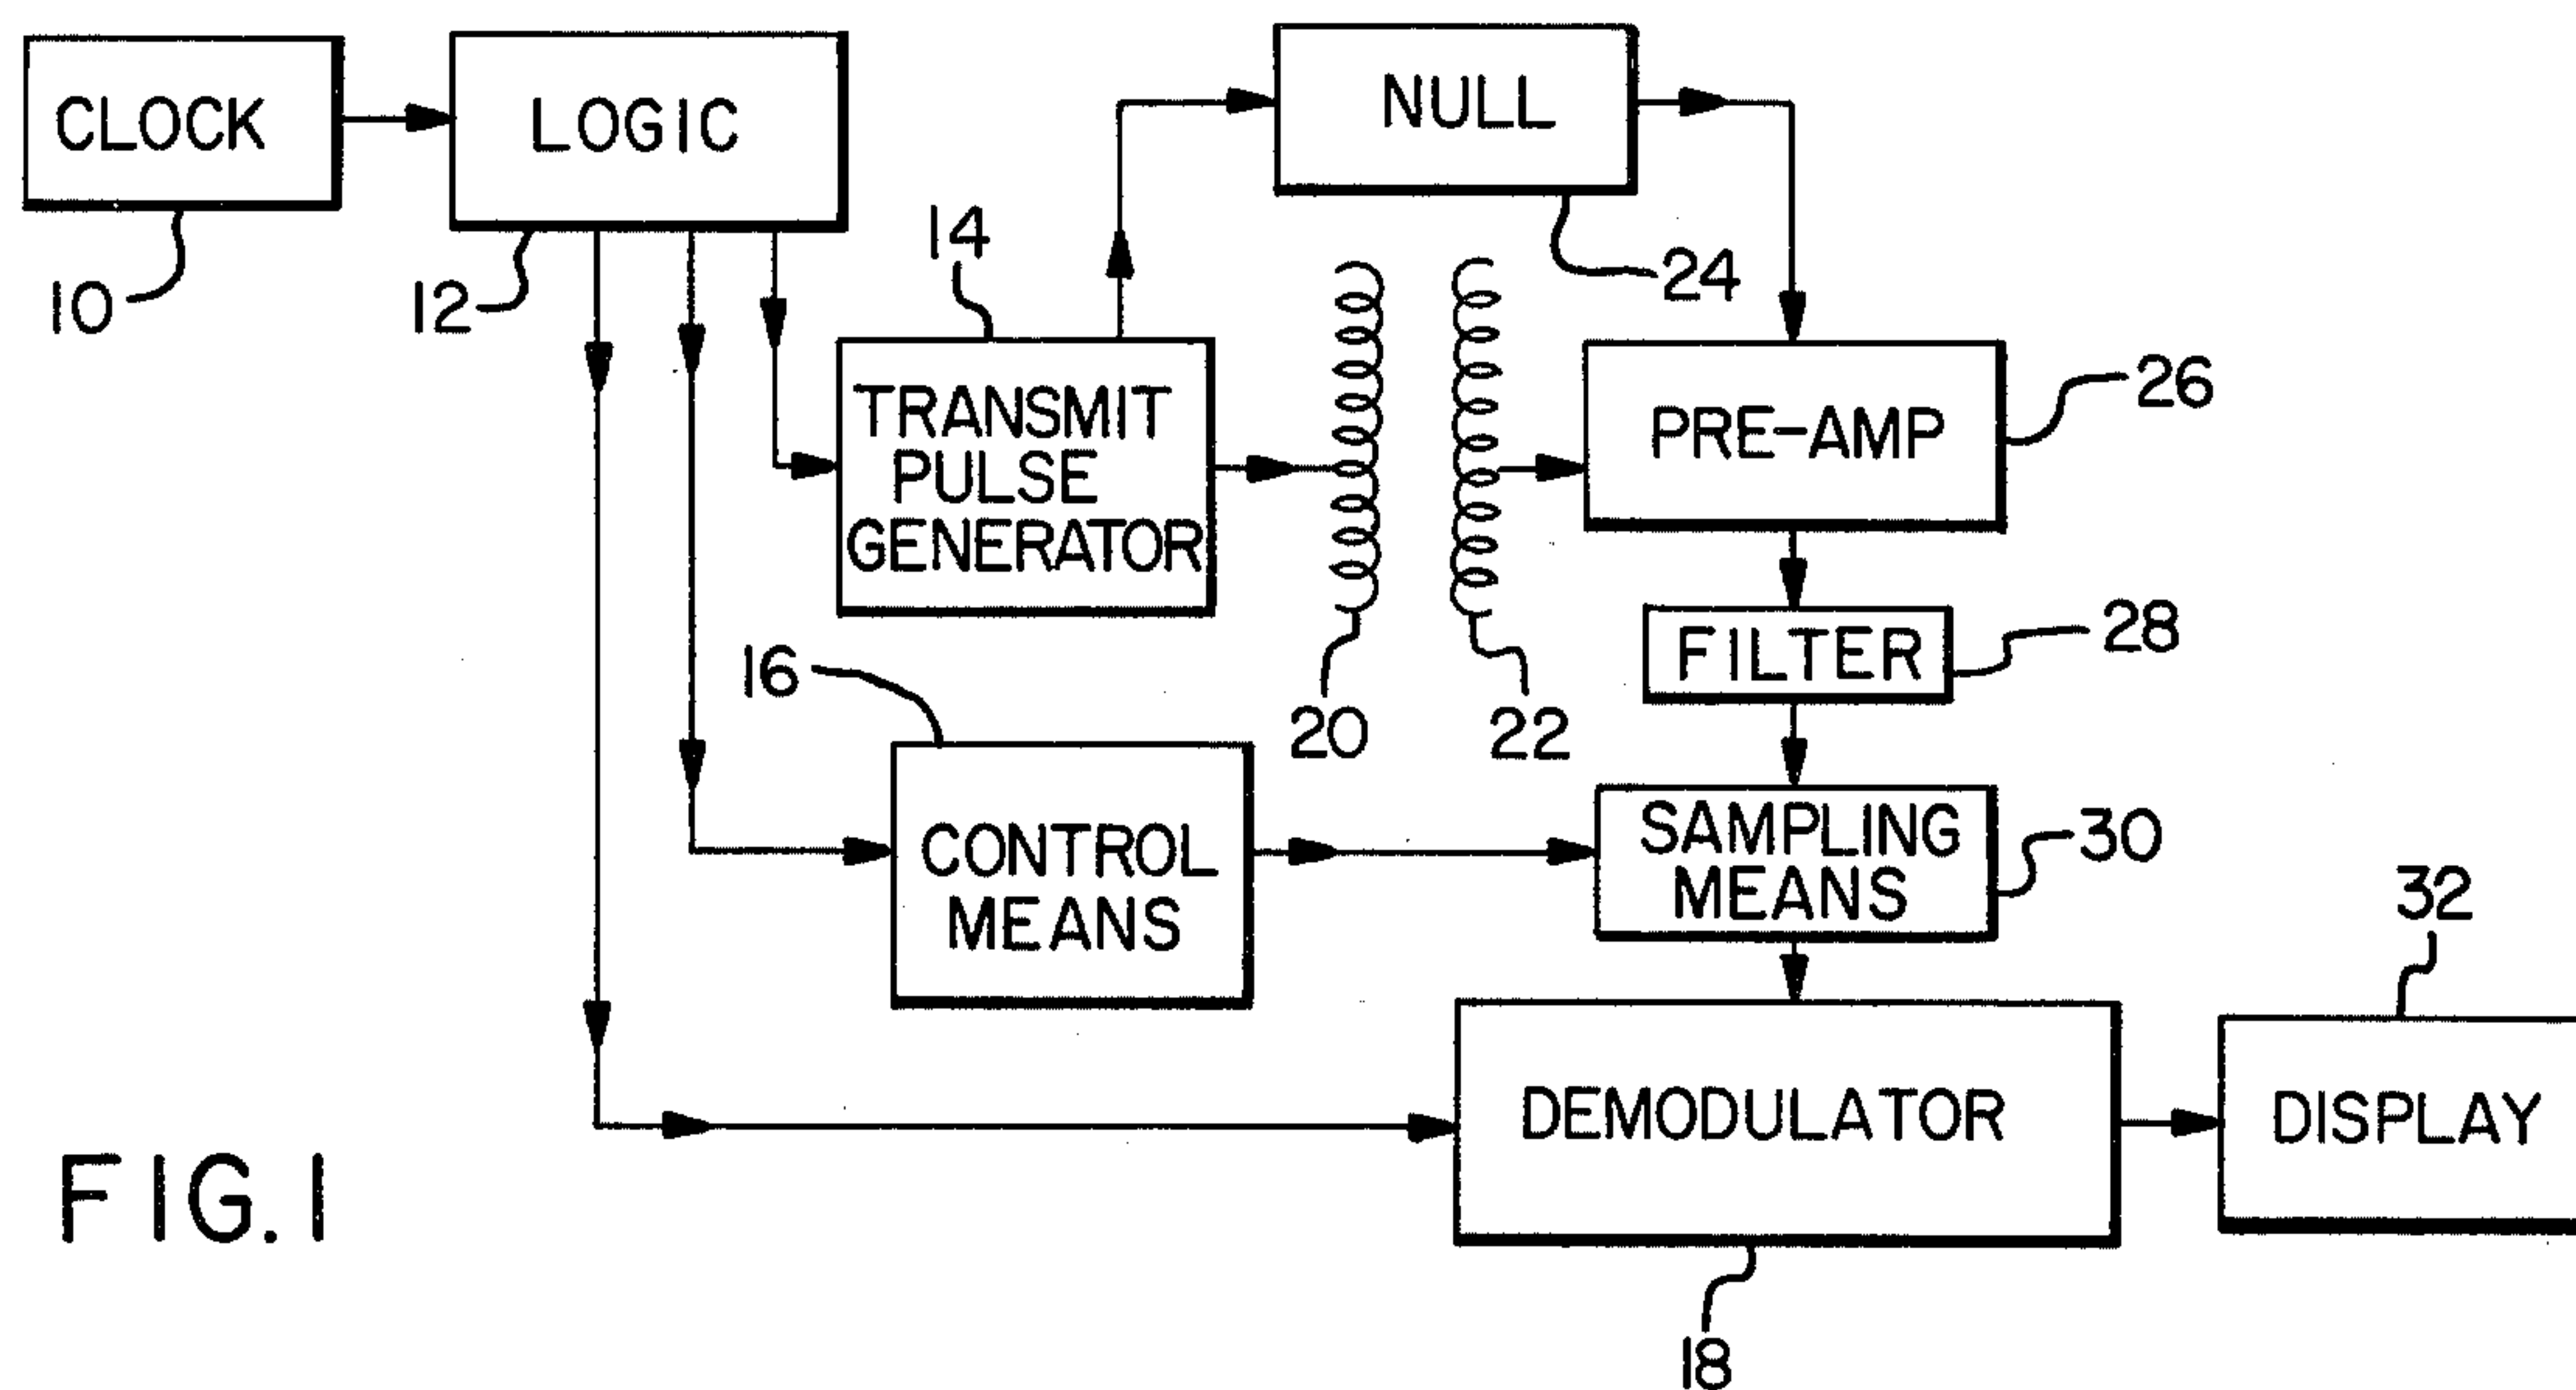 CLOCK
10
LOGIC
12
NULL
24
14
TRANSMIT
PULSE
GENERATOR
20
22
PRE-AMP
26
FILTER
28
16
CONTROL
MEANS
SAMPLING
MEANS
30
32
DEMODULATOR
18
DISPLAY
FIG. 1